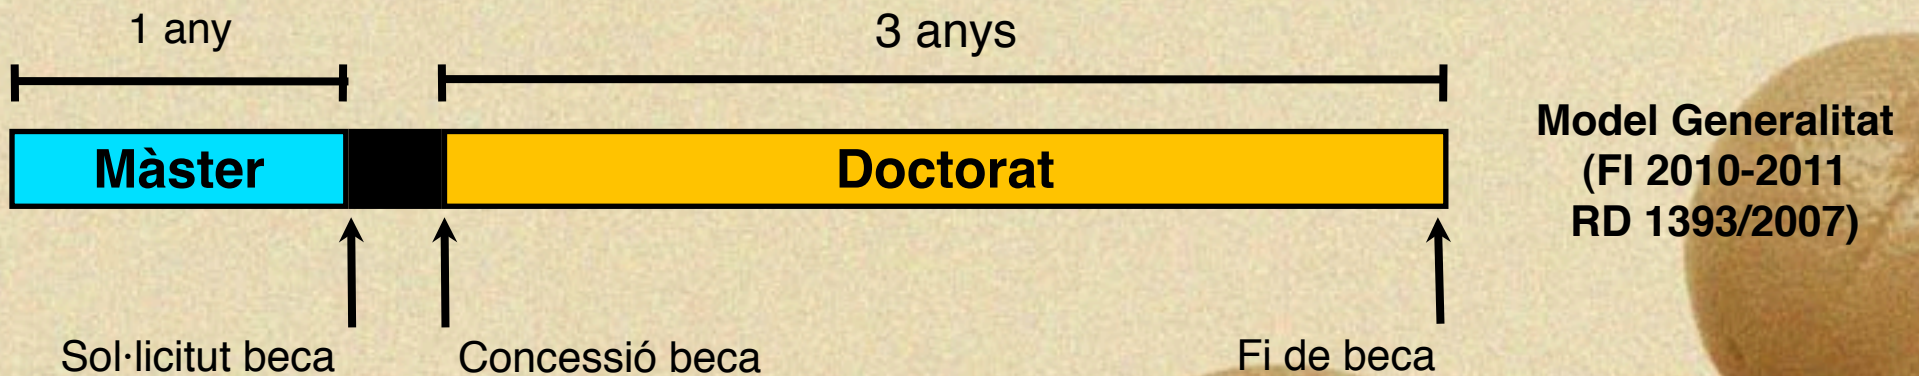 1 any
3 anys
Màster
Doctorat
Model Generalitat
(FI 2010-2011
RD 1393/2007)
Sol·licitut beca
Concessió beca
Fi de beca